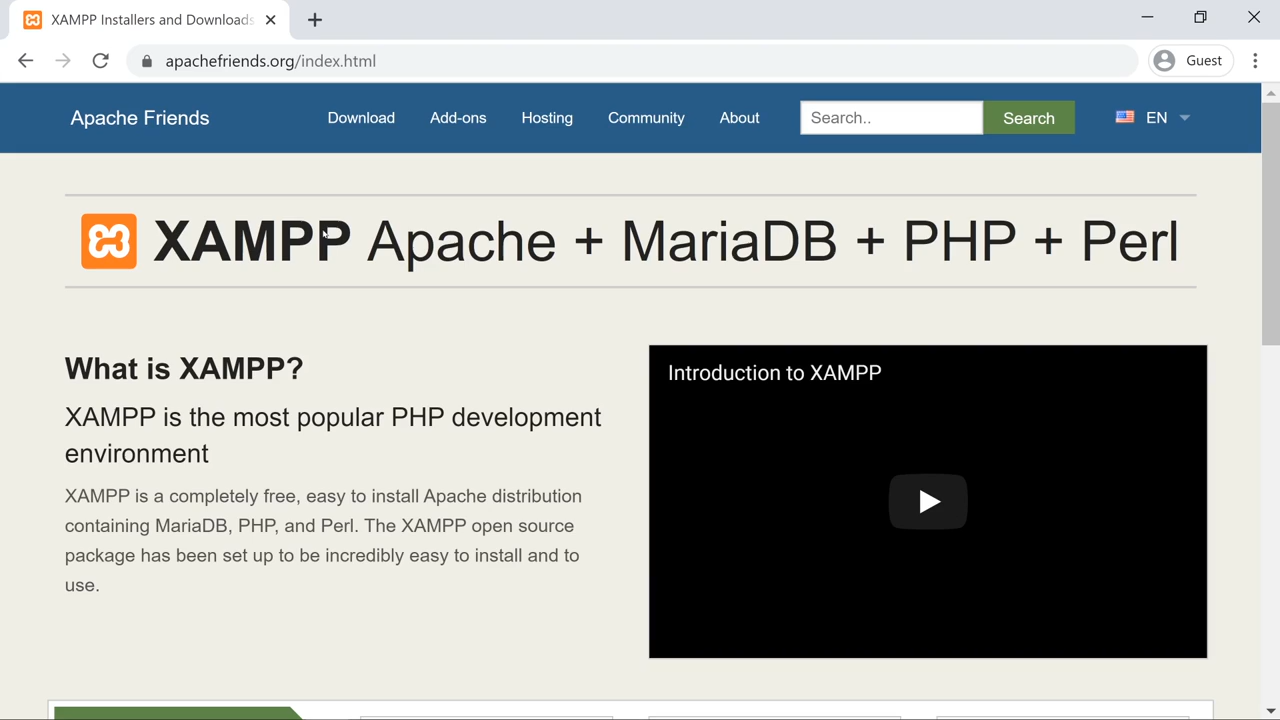 XAMPP Installers and Downloads
apachefriends.org/index.html
Guest
Apache Friends
Download
Add-ons
Hosting
Community
About
Search..
Search
EN
XAMPP Apache + MariaDB + PHP + Perl
What is XAMPP?
XAMPP is the most popular PHP development
environment
XAMPP is a completely free, easy to install Apache distribution
containing MariaDB, PHP, and Perl. The XAMPP open source
package has been set up to be incredibly easy to install and to
use.
Introduction to XAMPP